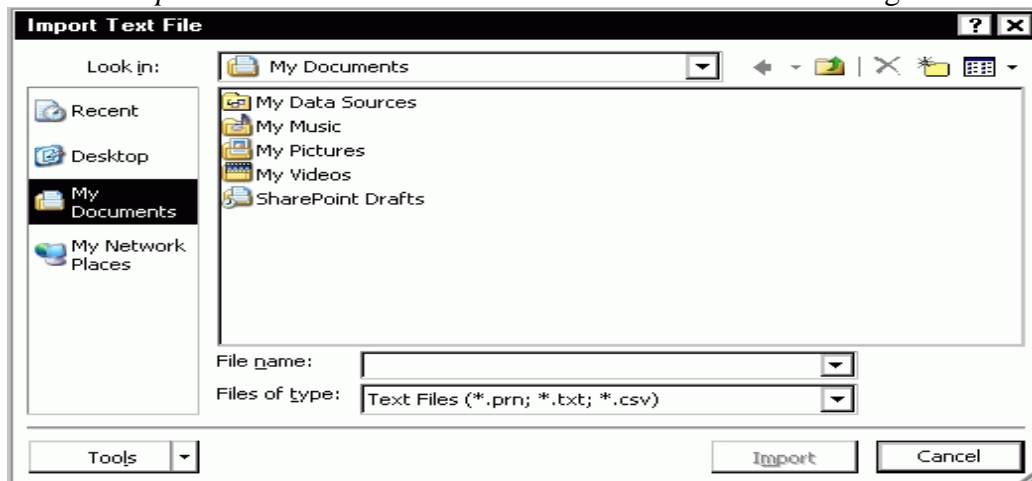 Import Text File
Look in:
My Documents
Recent
Desktop
My
Documents
My Network
Places
My Data Sources
My Music
My Pictures
My Videos
SharePoint Drafts
File name:
Files of type:
Text Files (*.prn; *.txt; *.csv)
Tools
Import
Cancel